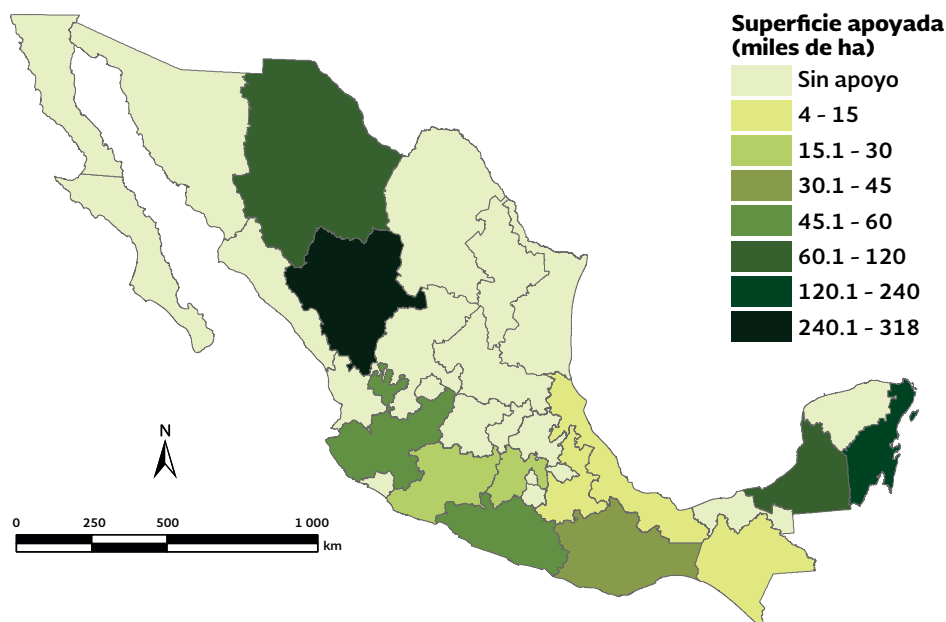 Superficie apoyada
(miles de ha)
Sin apoyo
4 - 15
15.1 - 30
30.1 - 45
45.1 - 60
60.1 - 120
120.1 - 240
240.1 - 318
N
0 250 500 1 000
km